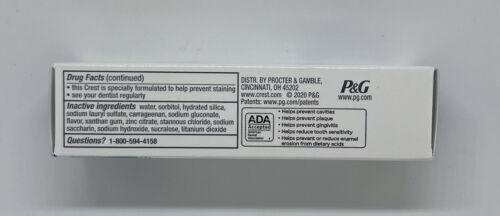 Drug Facts (continued)
• this Crest is specially formulated to help prevent staining
• see your dentist regularly
Inactive ingredients water, sorbitol, hydrated silica,
sodium lauryl sulfate, carrageenan, sodium gluconate,
flavor, xanthan gum, zinc citrate, stannous chloride, sodium
saccharin, sodium hydroxide, sucralose, titanium dioxide
Questions? 1-800-594-4158
DISTR. BY PROCTER & GAMBLE,
CINCINNATI, OH 45202
www.crest.com © 2020 P&G
Patents: www.pg.com/patents
P&G
www.pg.com
ADA
Accepted
American
Dental
Association
• Helps prevent cavities
• Helps prevent plaque
• Helps prevent gingivitis
• Helps reduce tooth sensitivity
• Helps prevent or reduce enamel
erosion from dietary acids